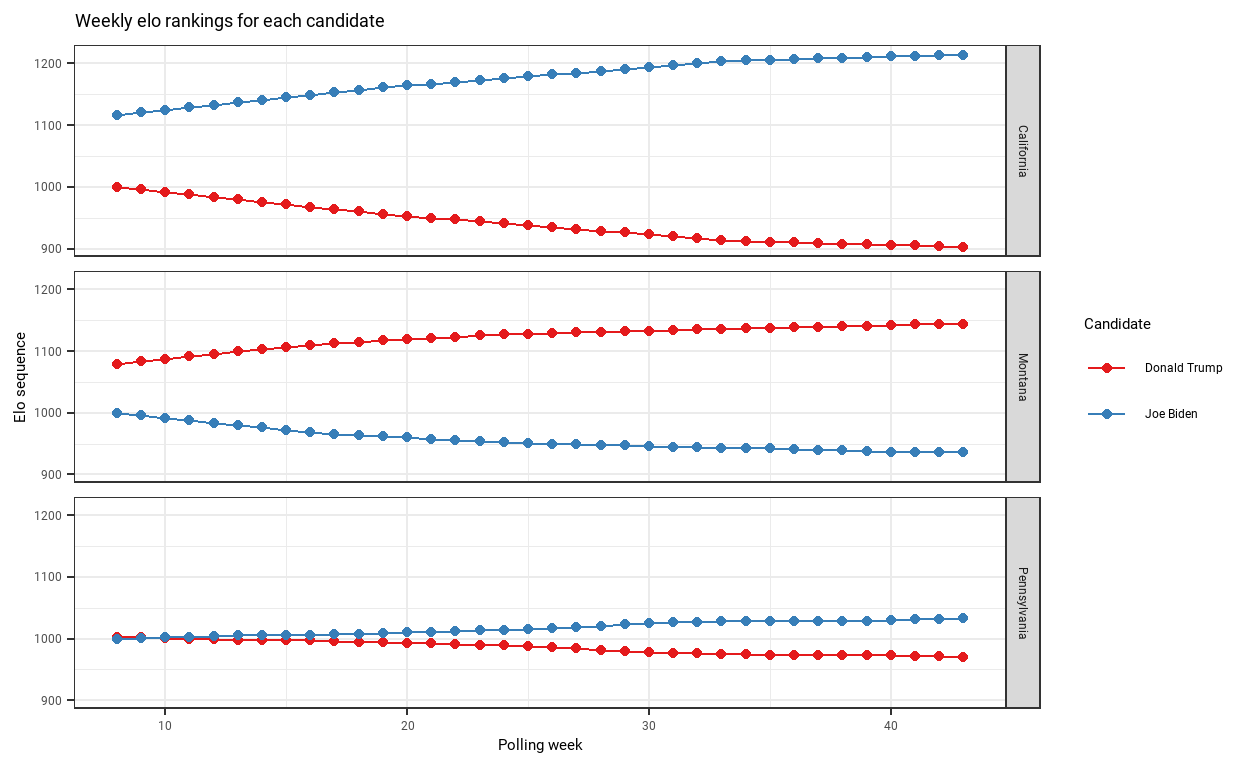 Weekly elo rankings for each candidate
1200
1100
1000
900
California
1200
1100
1000
900
Montana
1200
1100
1000
900
Pennsylvania
10
20
30
40
Polling week
Elo sequence
Candidate
Donald Trump
Joe Biden